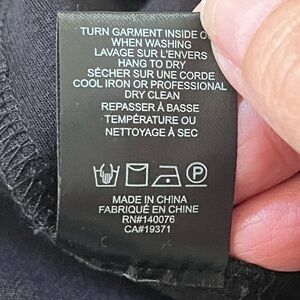 TURN GARMENT INSIDE O
WHEN WASHING
LAVAGE SUR L'ENVERS
HANG TO DRY
SÉCHER SUR UNE CORDE
COOL IRON OR PROFESSIONAL
DRY CLEAN
REPASSER À BASSE
TEMPÉRATURE OU
NETTOYAGE À SEC
P
MADE IN CHINA
FABRIQUÉ EN CHINE
RN#140076
CA#19371